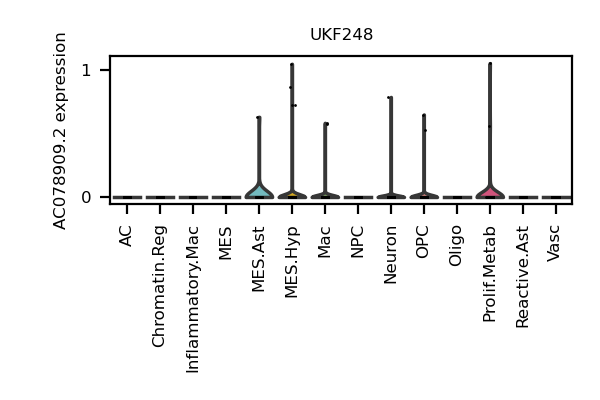 UKF248
AC078909.2 expression
1
0
AC
Chromatin.Reg
Inflammatory.Mac
MES
MES.Ast
MES.Hyp
Mac
NPC
Neuron
OPC
Oligo
Prolif.Metab
Reactive.Ast
Vasc